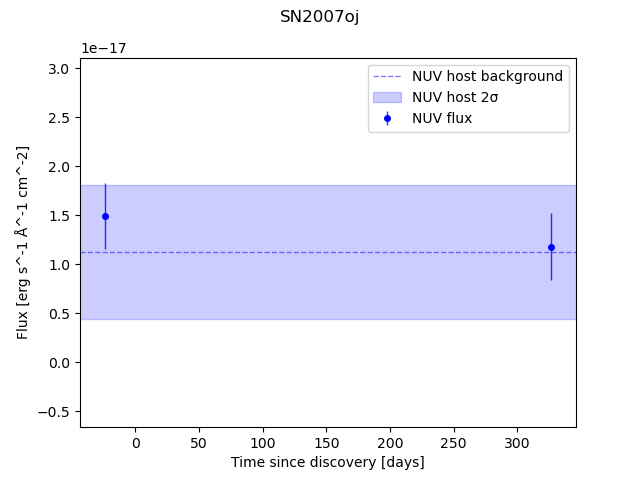 SN2007oj
1e−17
3.0
2.5
2.0
1.5
1.0
0.5
0.0
−0.5
Flux [erg s^-1 Å^-1 cm^-2]
NUV host background
NUV host 2σ
NUV flux
0 50 100 150 200 250 300
Time since discovery [days]